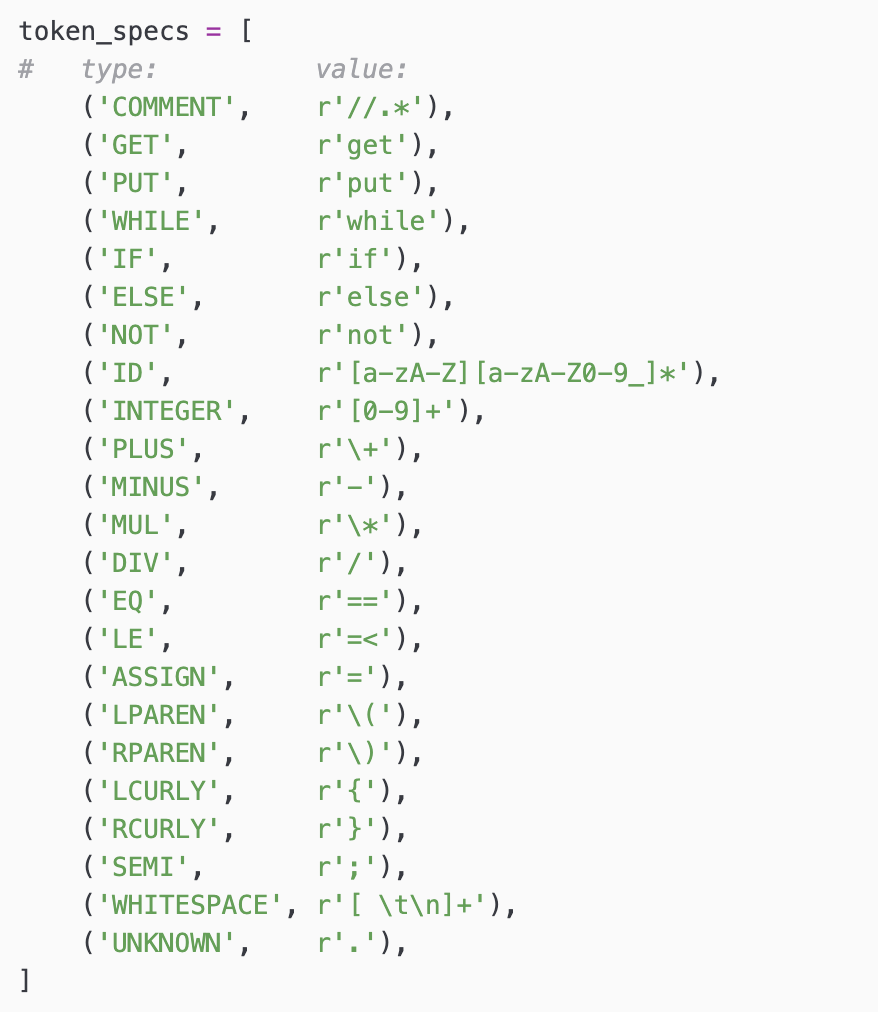 token_specs = [
#   type:          value:
    ('COMMENT',    r'//.*'),
    ('GET',        r'get'),
    ('PUT',        r'put'),
    ('WHILE',      r'while'),
    ('IF',         r'if'),
    ('ELSE',       r'else'),
    ('NOT',        r'not'),
    ('ID',         r'[a-zA-Z][a-zA-Z0-9_]*'),
    ('INTEGER',    r'[0-9]+'),
    ('PLUS',       r'\+'),
    ('MINUS',      r'-'),
    ('MUL',        r'\*'),
    ('DIV',        r'/'),
    ('EQ',         r'=='),
    ('LE',         r'=<'),
    ('ASSIGN',     r'='),
    ('LPAREN',     r'\('),
    ('RPAREN',     r'\)'),
    ('LCURLY',     r'{'),
    ('RCURLY',     r'}'),
    ('SEMI',       r';'),
    ('WHITESPACE', r'[ \t\n]+'),
    ('UNKNOWN',    r'.'),
]